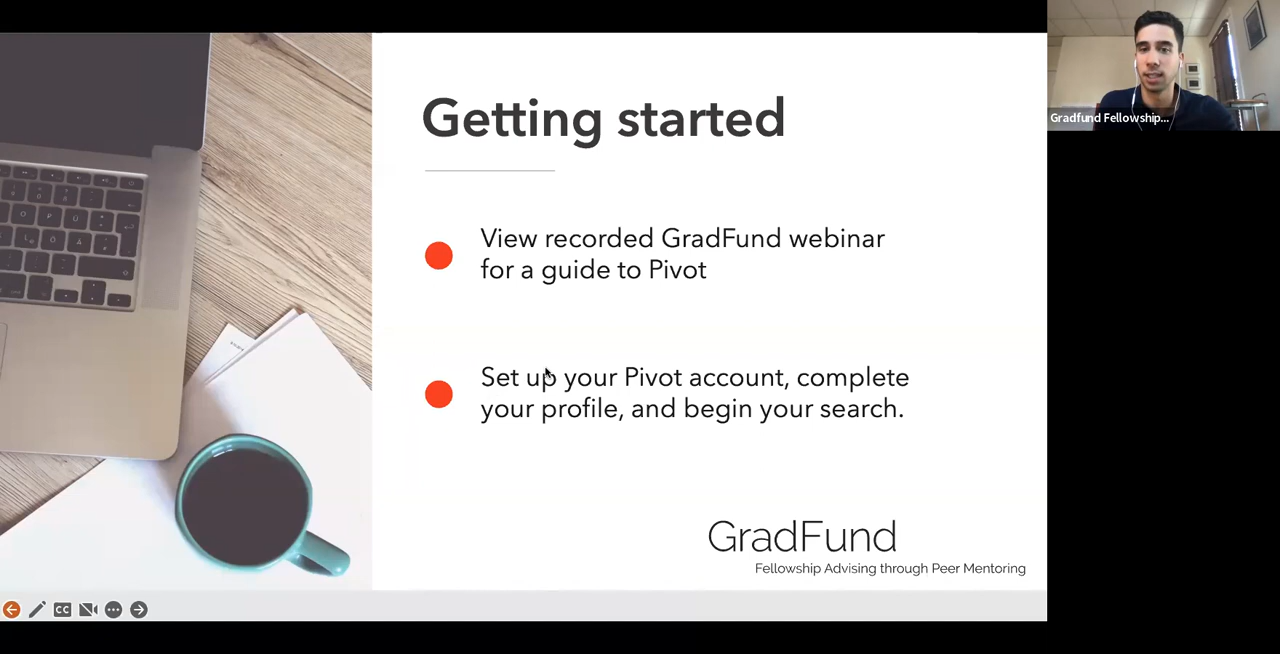 Getting started
View recorded GradFund webinar
for a guide to Pivot
Set up your Pivot account, complete
your profile, and begin your search.
GradFund
Fellowship Advising through Peer Mentoring
Gradfund Fellowship...
CC